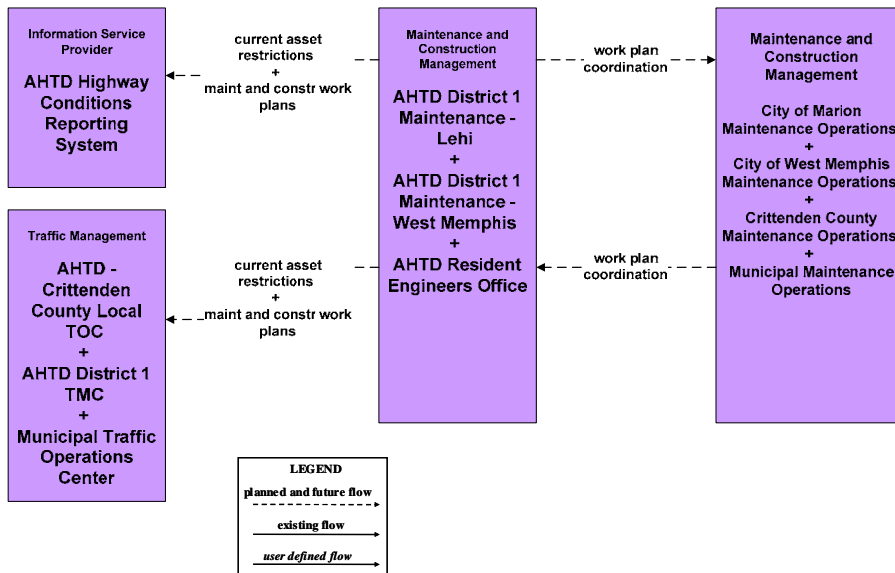 Information Service
Provider
AHTD Highway
Conditions
Reporting
System
current asset
restrictions
+
maint and constr work
plans
Maintenance and
Construction
Management
AHTD District 1
Maintenance -
Lehi
+
AHTD District 1
Maintenance -
West Memphis
+
AHTD Resident
Engineers Office
work plan
coordination
Maintenance and
Construction
Management
City of Marion
Maintenance Operations
+
City of West Memphis
Maintenance Operations
+
Crittenden County
Maintenance Operations
+
Municipal Maintenance
Operations
Traffic Management
AHTD -
Crittenden
County Local
TOC
+
AHTD District 1
TMC
+
Municipal Traffic
Operations
Center
current asset
restrictions
+
maint and constr work
plans
work plan
coordination
LEGEND
planned and future flow
existing flow
user defined flow